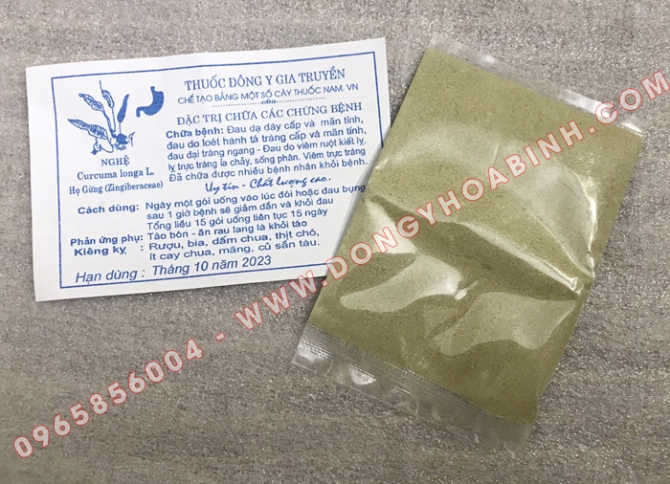 THUỐC ĐÔNG Y GIA TRUYỀN
CHẾ TẠO BẰNG MỘT SỐ CÂY THUỐC NAM. VN
ĐẶC TRỊ CHỮA CÁC CHỨNG BỆNH
Chữa bệnh: Đau dạ dày cấp và mãn tính,
đau do loét hành tá tràng cấp và mãn tính,
đau đại tràng ngang - Đau do viêm ruột kiết lỵ,
lỵ trực tràng ỉa chảy, sống phân. Viêm trực tràng
Đã chữa được nhiều bệnh nhân khỏi bệnh.
Uy tín - Chất lượng cao.
NGHỆ
Curcuma longa L.
Họ Gừng (Zingiberaceae)
Cách dùng: Ngày một gói uống vào lúc đói hoặc đau bụng
sau 1 giờ bệnh sẽ giảm dần và khỏi đau
Tổng liều 15 gói uống liên tục 15 ngày
Phản ứng phụ: Táo bón - ăn rau lang là khỏi táo
Kiêng kỵ : Rượu, bia, dấm chua, thịt chó,
ít cay chua, măng, củ sắn tàu.
Hạn dùng : Tháng 10 năm 2023
0965856004 - WWW.DONGYHOABINH.COM